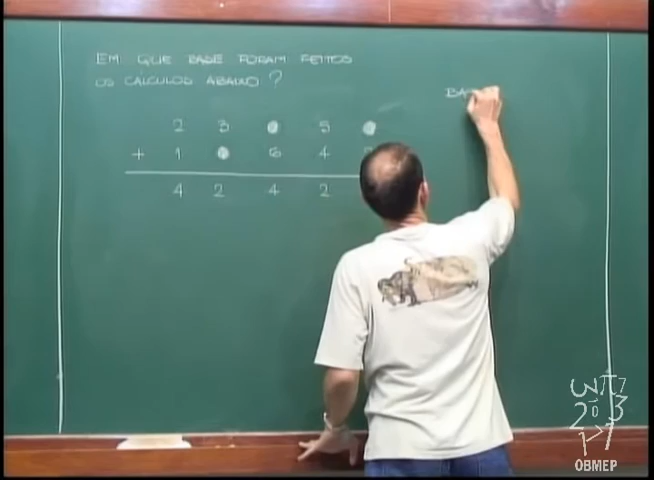 EM QUE BASE FORAM FEITOS
OS CÁLCULOS ABAIXO ?
BA
2 3 ● 5 ●
+ 1 ● 6 4
4 2 4 2
OBMEP